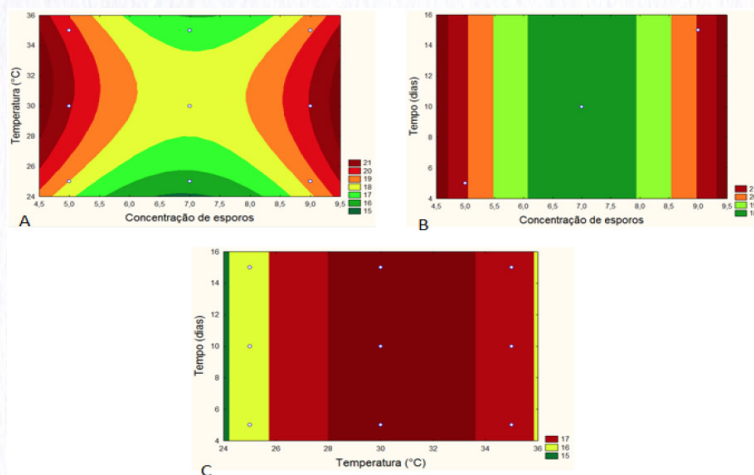 36
34
32
30
28
26
24
Temperatura (°C)
4,5 5,0 5,5 6,0 6,5 7,0 7,5 8,0 8,5 9,0 9,5
Concentração de esporos
21
20
19
18
17
16
15
A
16
14
12
10
8
6
4
Tempo (dias)
4,5 5,0 5,5 6,0 6,5 7,0 7,5 8,0 8,5 9,0 9,5
Concentração de esporos
B
16
14
12
10
8
6
4
Tempo (dias)
24 26 28 30 32 34 36
Temperatura (°C)
17
16
15
C